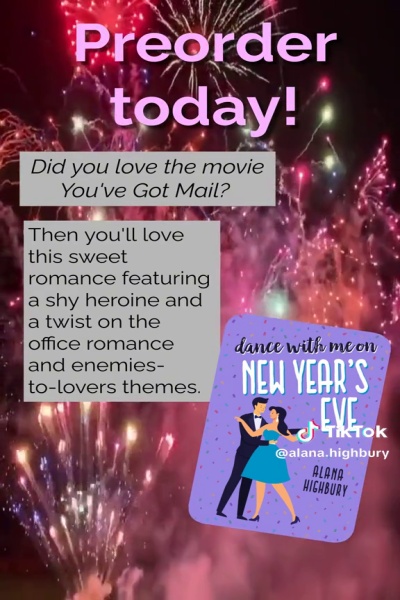 Preorder
today!
Did you love the movie
You've Got Mail?
Then you'll love
this sweet
romance featuring
a shy heroine and
a twist on the
office romance
and enemies-
to-lovers themes.
dance with me on
NEW YEAR'S
EVE
TikTok
@alana.highbury
ALANA
HIGHBURY